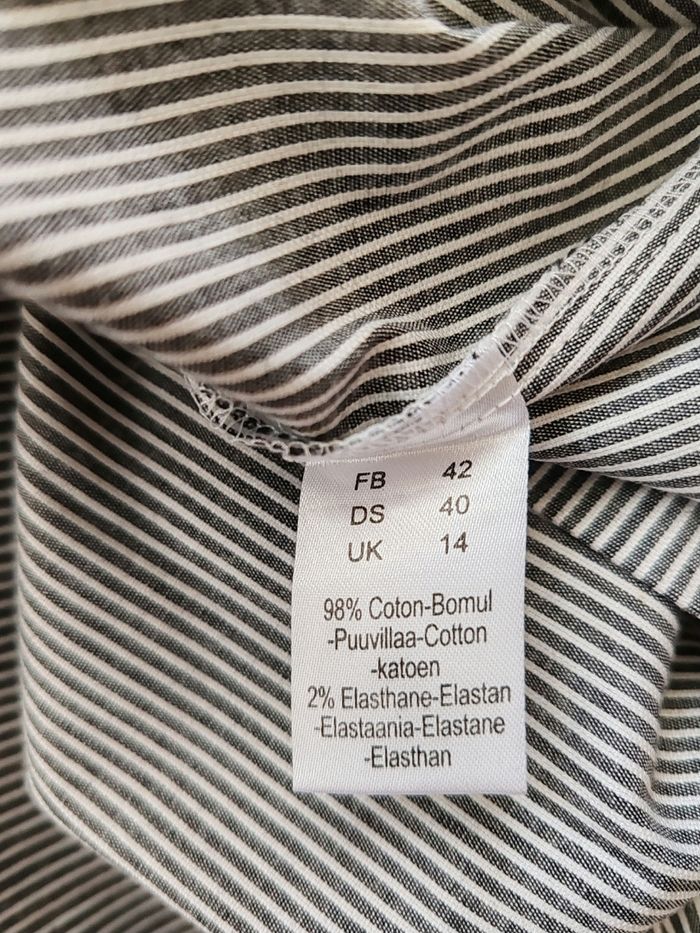 FB 42
DS 40
UK 14
98% Coton-Bomul
-Puuvillaa-Cotton
-katoen
2% Elasthane-Elastan
-Elastaania-Elastane
-Elasthan